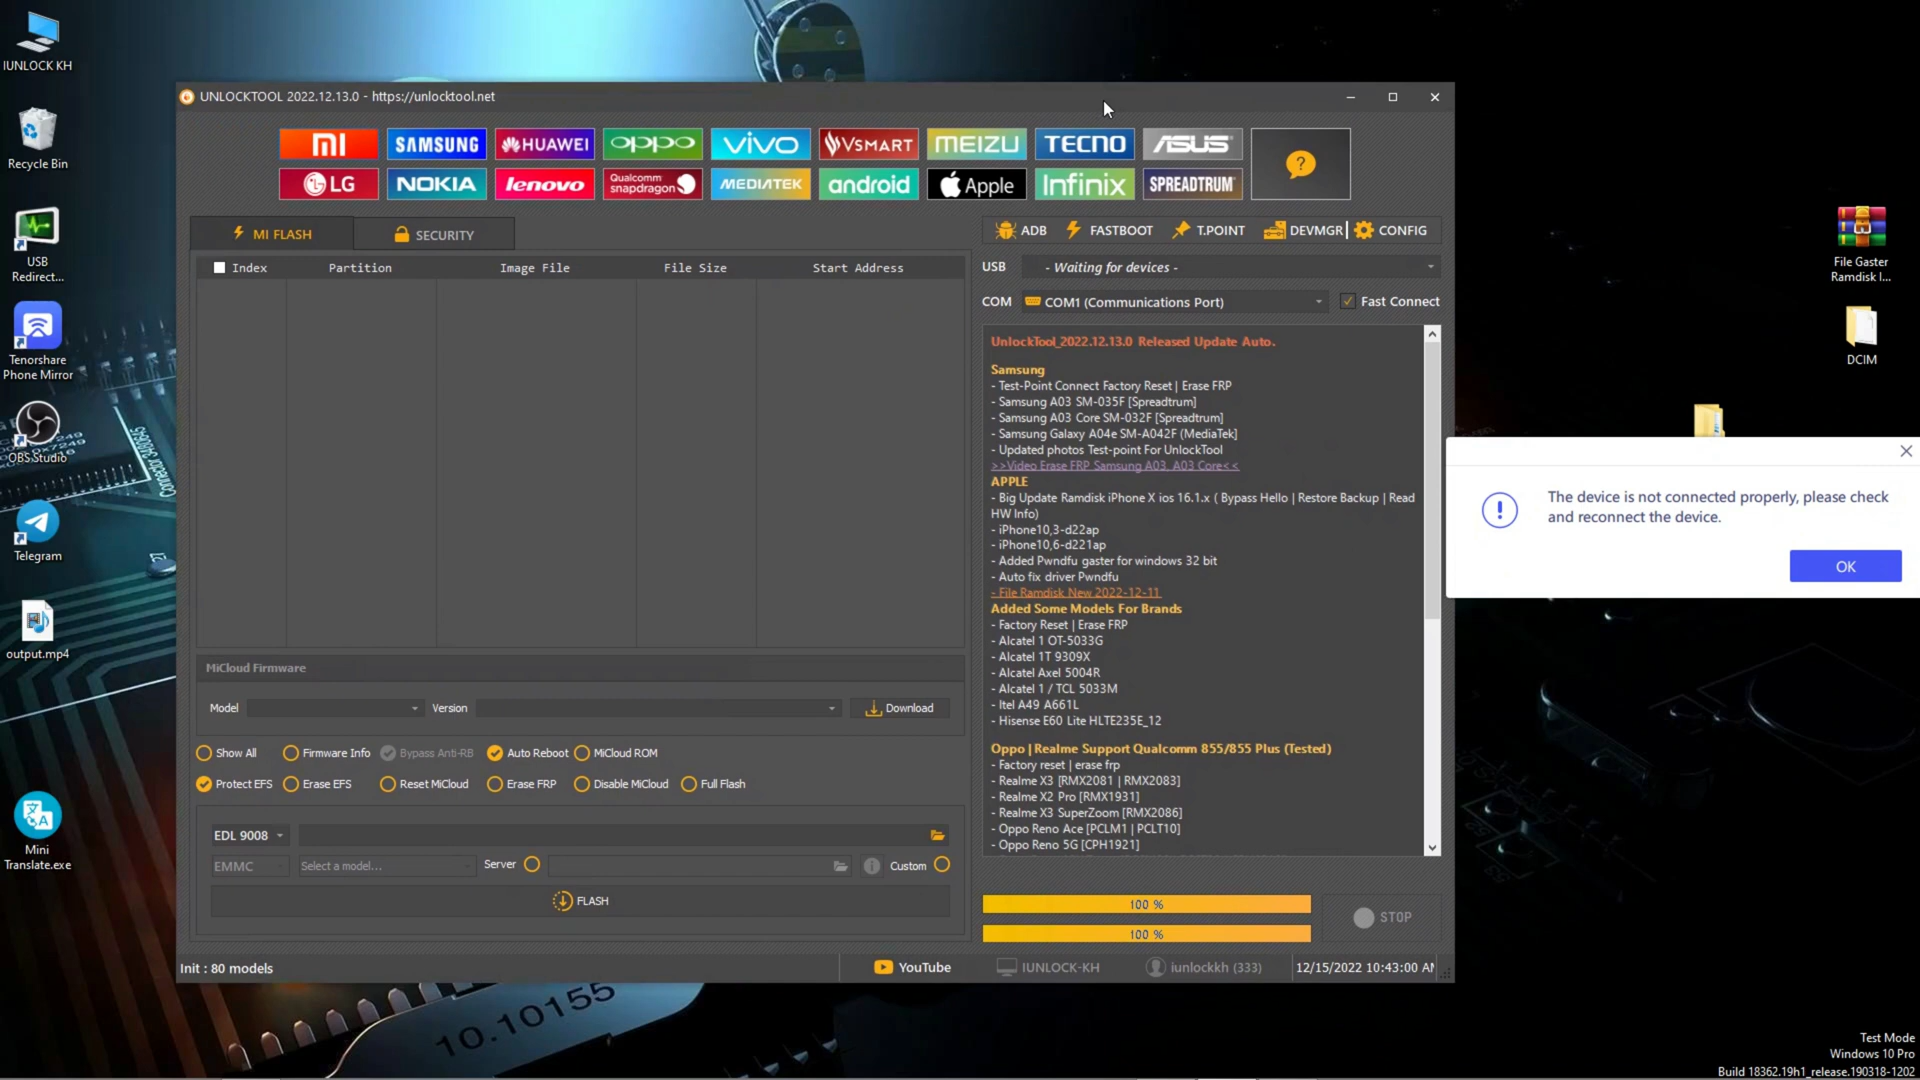 IUNLOCK KH
Recycle Bin
USB
Redirect...
Tenorshare
Phone Mirror
OBS Studio
Telegram
output.mp4
Mini
Translate.exe
UNLOCKTOOL 2022.12.13.0 - https://unlocktool.net
SAMSUNG
HUAWEI
oppo
vivo
VSMART
MEIZU
TECNO
ASUS
LG
NOKIA
lenovo
Qualcomm
snapdragon
MEDIATEK
android
Apple
Infinix
SPREADTRUM
MI FLASH
SECURITY
ADB
FASTBOOT
T.POINT
DEVMGR
CONFIG
Index
Partition
Image File
File Size
Start Address
USB
- Waiting for devices -
COM
COM1 (Communications Port)
Fast Connect
UnlockTool_2022.12.13.0 Released Update Auto.
Samsung
- Test-Point Connect Factory Reset | Erase FRP
- Samsung A03 SM-035F [Spreadtrum]
- Samsung A03 Core SM-032F [Spreadtrum]
- Samsung Galaxy A04e SM-A042F (MediaTek]
- Updated photos Test-point For UnlockTool
>>Video Erase FRP Samsung A03, A03 Core<<
APPLE
- Big Update Ramdisk iPhone X ios 16.1.x ( Bypass Hello | Restore Backup | Read
HW Info)
- iPhone10,3-d22ap
- iPhone10,6-d221ap
- Added Pwndfu gaster for windows 32 bit
- Auto fix driver Pwndfu
- File Ramdisk New 2022-12-11
Added Some Models For Brands
- Factory Reset | Erase FRP
- Alcatel 1 OT-5033G
- Alcatel 1T 9309X
- Alcatel Axel 5004R
- Alcatel 1 / TCL 5033M
- Itel A49 A661L
- Hisense E60 Lite HLTE235E_12
Oppo | Realme Support Qualcomm 855/855 Plus (Tested)
- Factory reset | erase frp
- Realme X3 [RMX2081 | RMX2083]
- Realme X2 Pro [RMX1931]
- Realme X3 SuperZoom [RMX2086]
- Oppo Reno Ace [PCLM1 | PCLT10]
- Oppo Reno 5G [CPH1921]
MiCloud Firmware
Model
Version
Download
Show All
Firmware Info
Bypass Anti-RB
Auto Reboot
MiCloud ROM
Protect EFS
Erase EFS
Reset MiCloud
Erase FRP
Disable MiCloud
Full Flash
EDL 9008
EMMC
Select a model...
Server
Custom
FLASH
100 %
100 %
STOP
Init : 80 models
YouTube
IUNLOCK-KH
iunlockkh (333)
12/15/2022 10:43:00 AM
File Gaster
Ramdisk I...
DCIM
The device is not connected properly, please check
and reconnect the device.
OK
10.10155
Test Mode
Windows 10 Pro
Build 18362.19h1_release.190318-1202